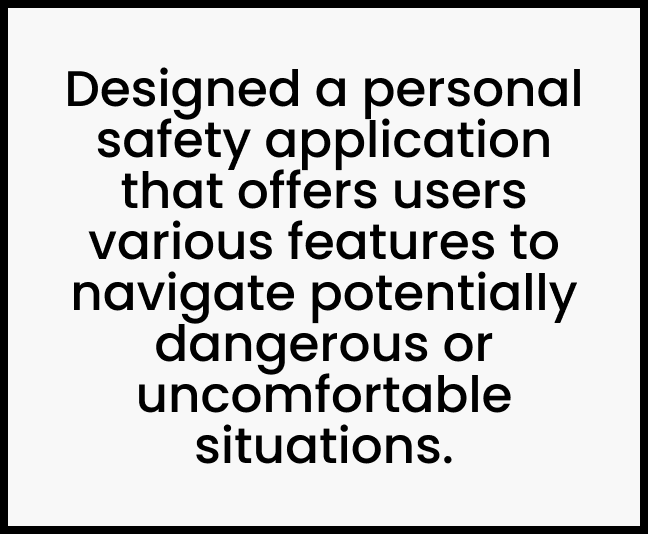 Designed a personal
safety application
that offers users
various features to
navigate potentially
dangerous or
uncomfortable
situations.